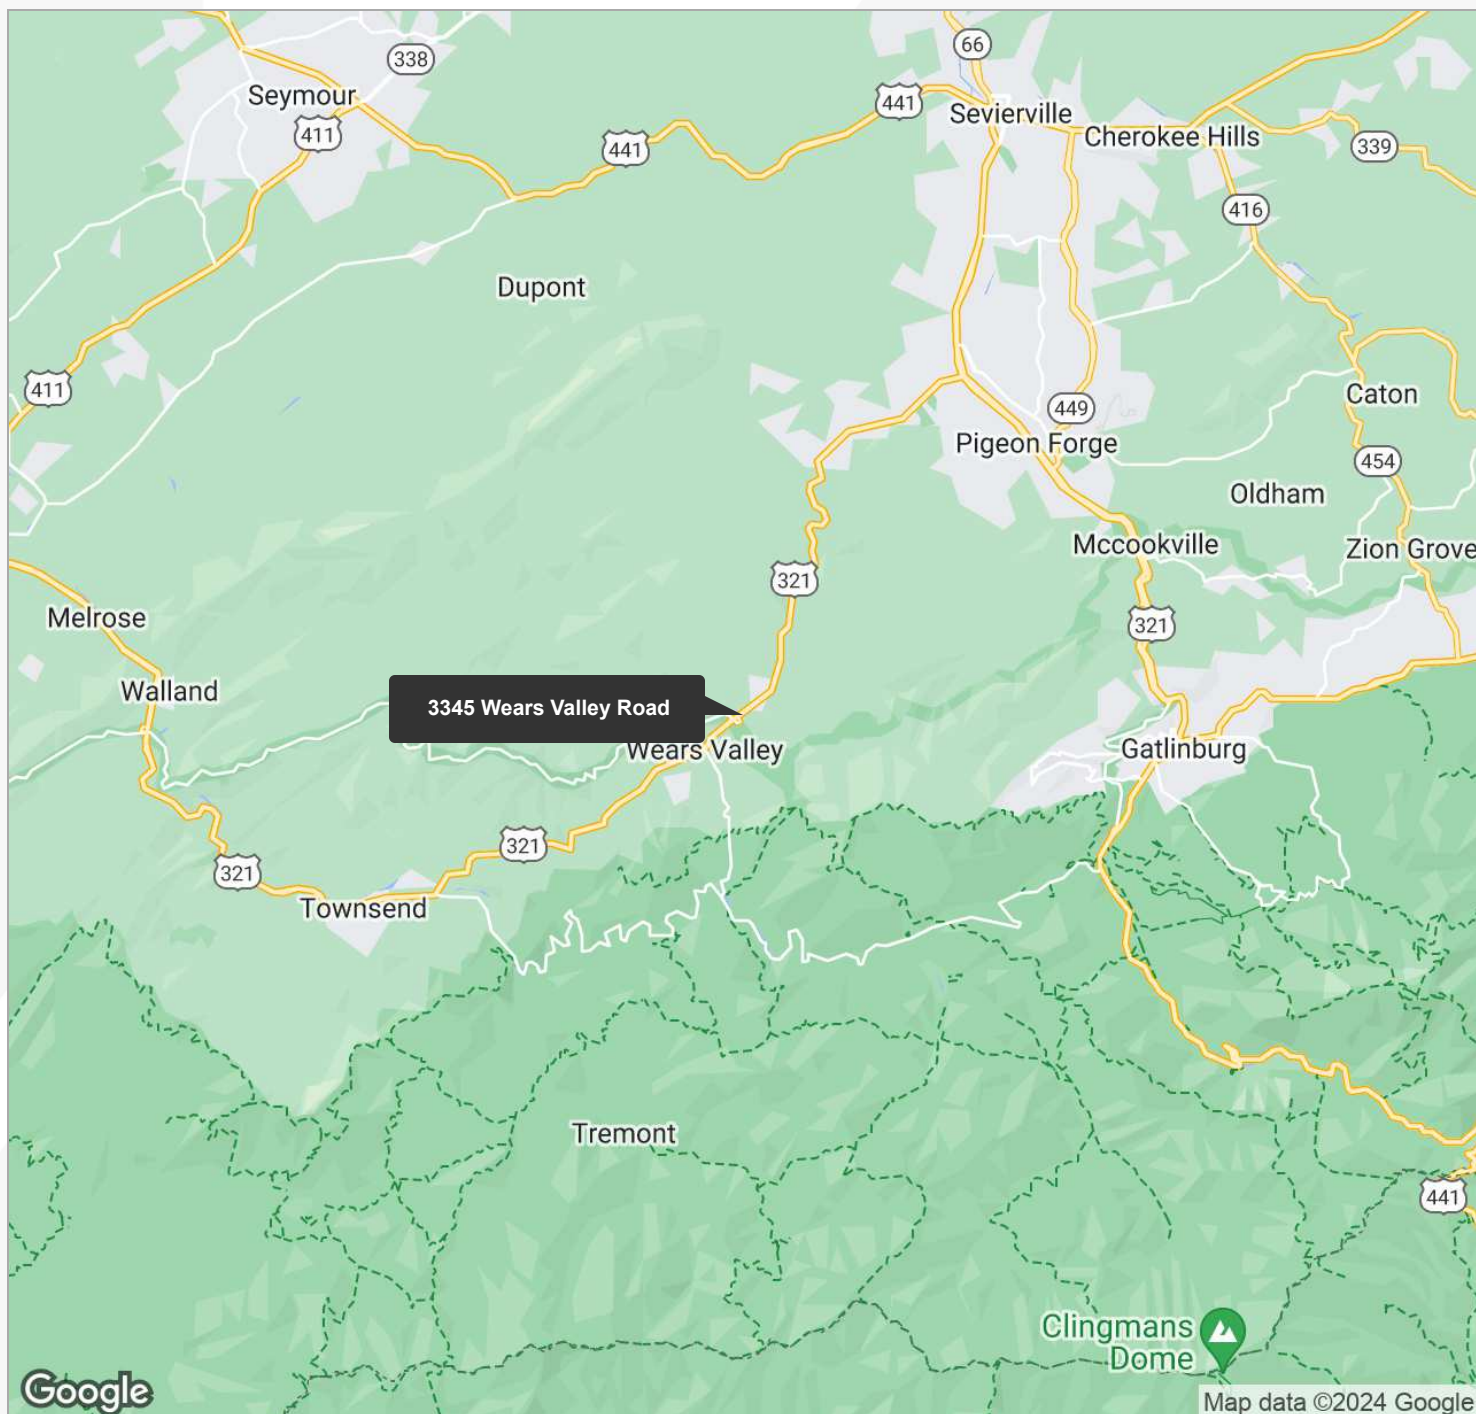 66
338
Seymour
441
Sevierville
411
Cherokee Hills
441
339
416
Dupont
411
Caton
449
Pigeon Forge
454
Oldham
Mccookville
Zion Grove
321
Melrose
321
Walland
3345 Wears Valley Road
Wears Valley
Gatlinburg
321
321
Townsend
Tremont
441
Clingmans
Dome
Google
Map data ©2024 Google